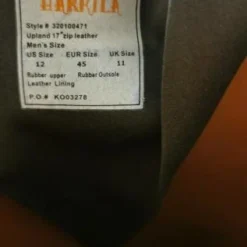 HABRITA
Style # 320100471
Upland 17" zip leather
Men's Size
US Size EUR Size UK Size
12 45 11
Rubber upper Rubber Outsole
Leather Lining
P.O.# KO03278